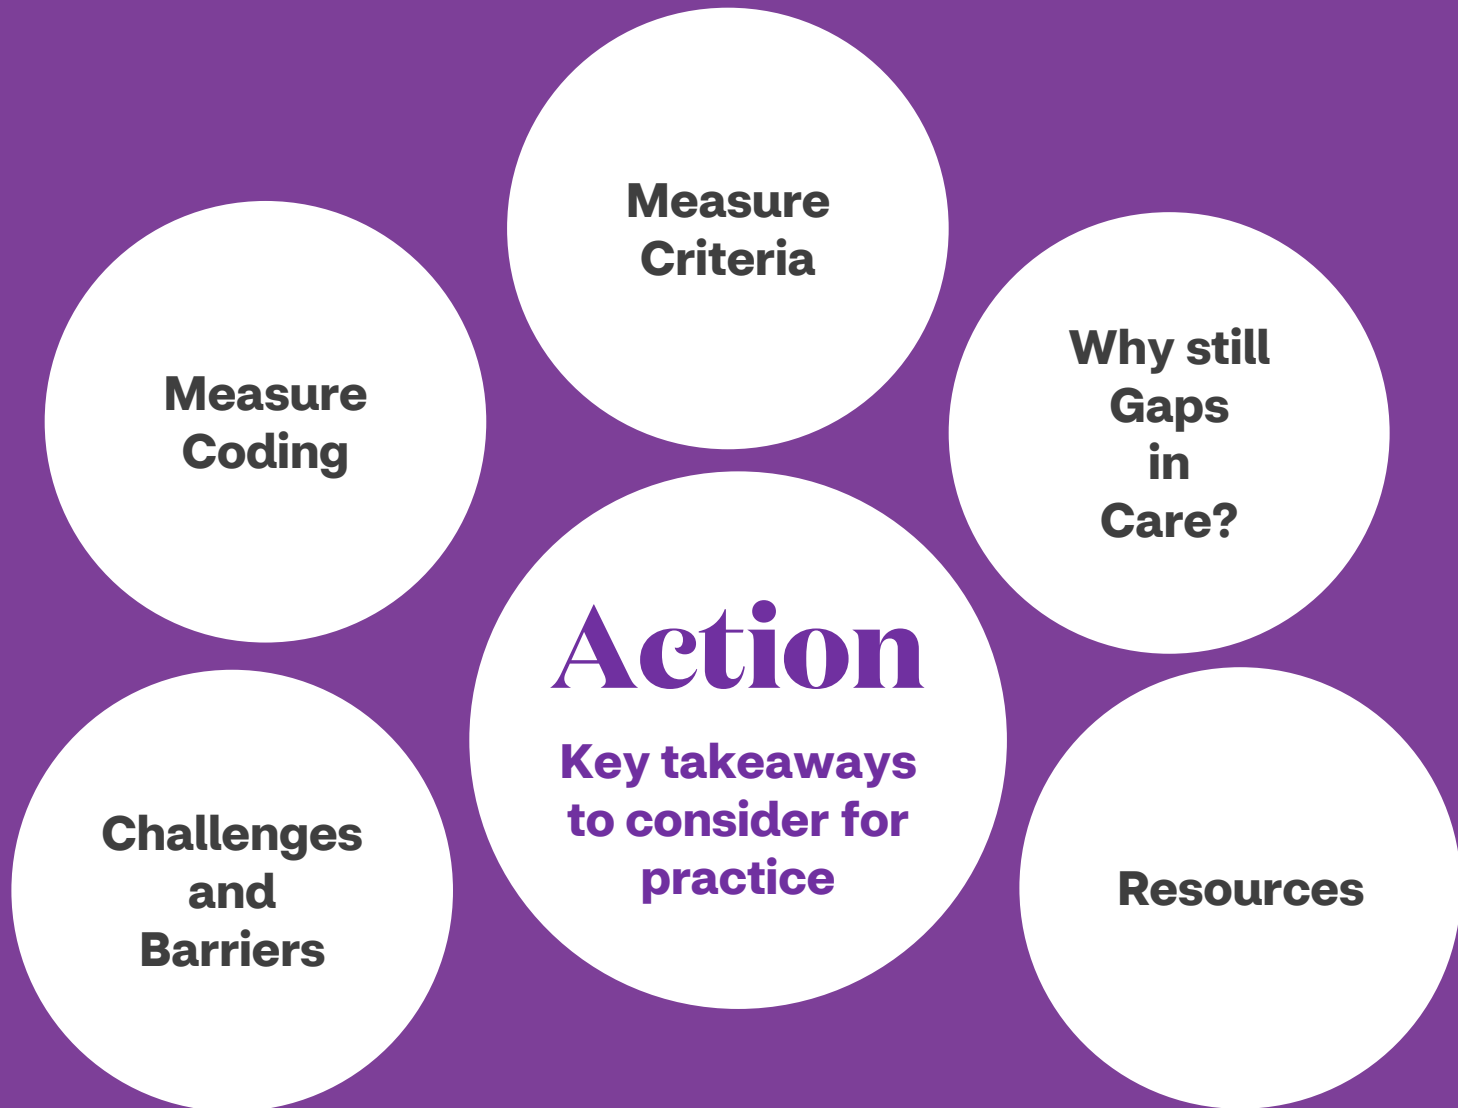 Measure
Criteria
Measure
Coding
Why still
Gaps
in
Care?
Action
Key takeaways
to consider for
practice
Challenges
and
Barriers
Resources